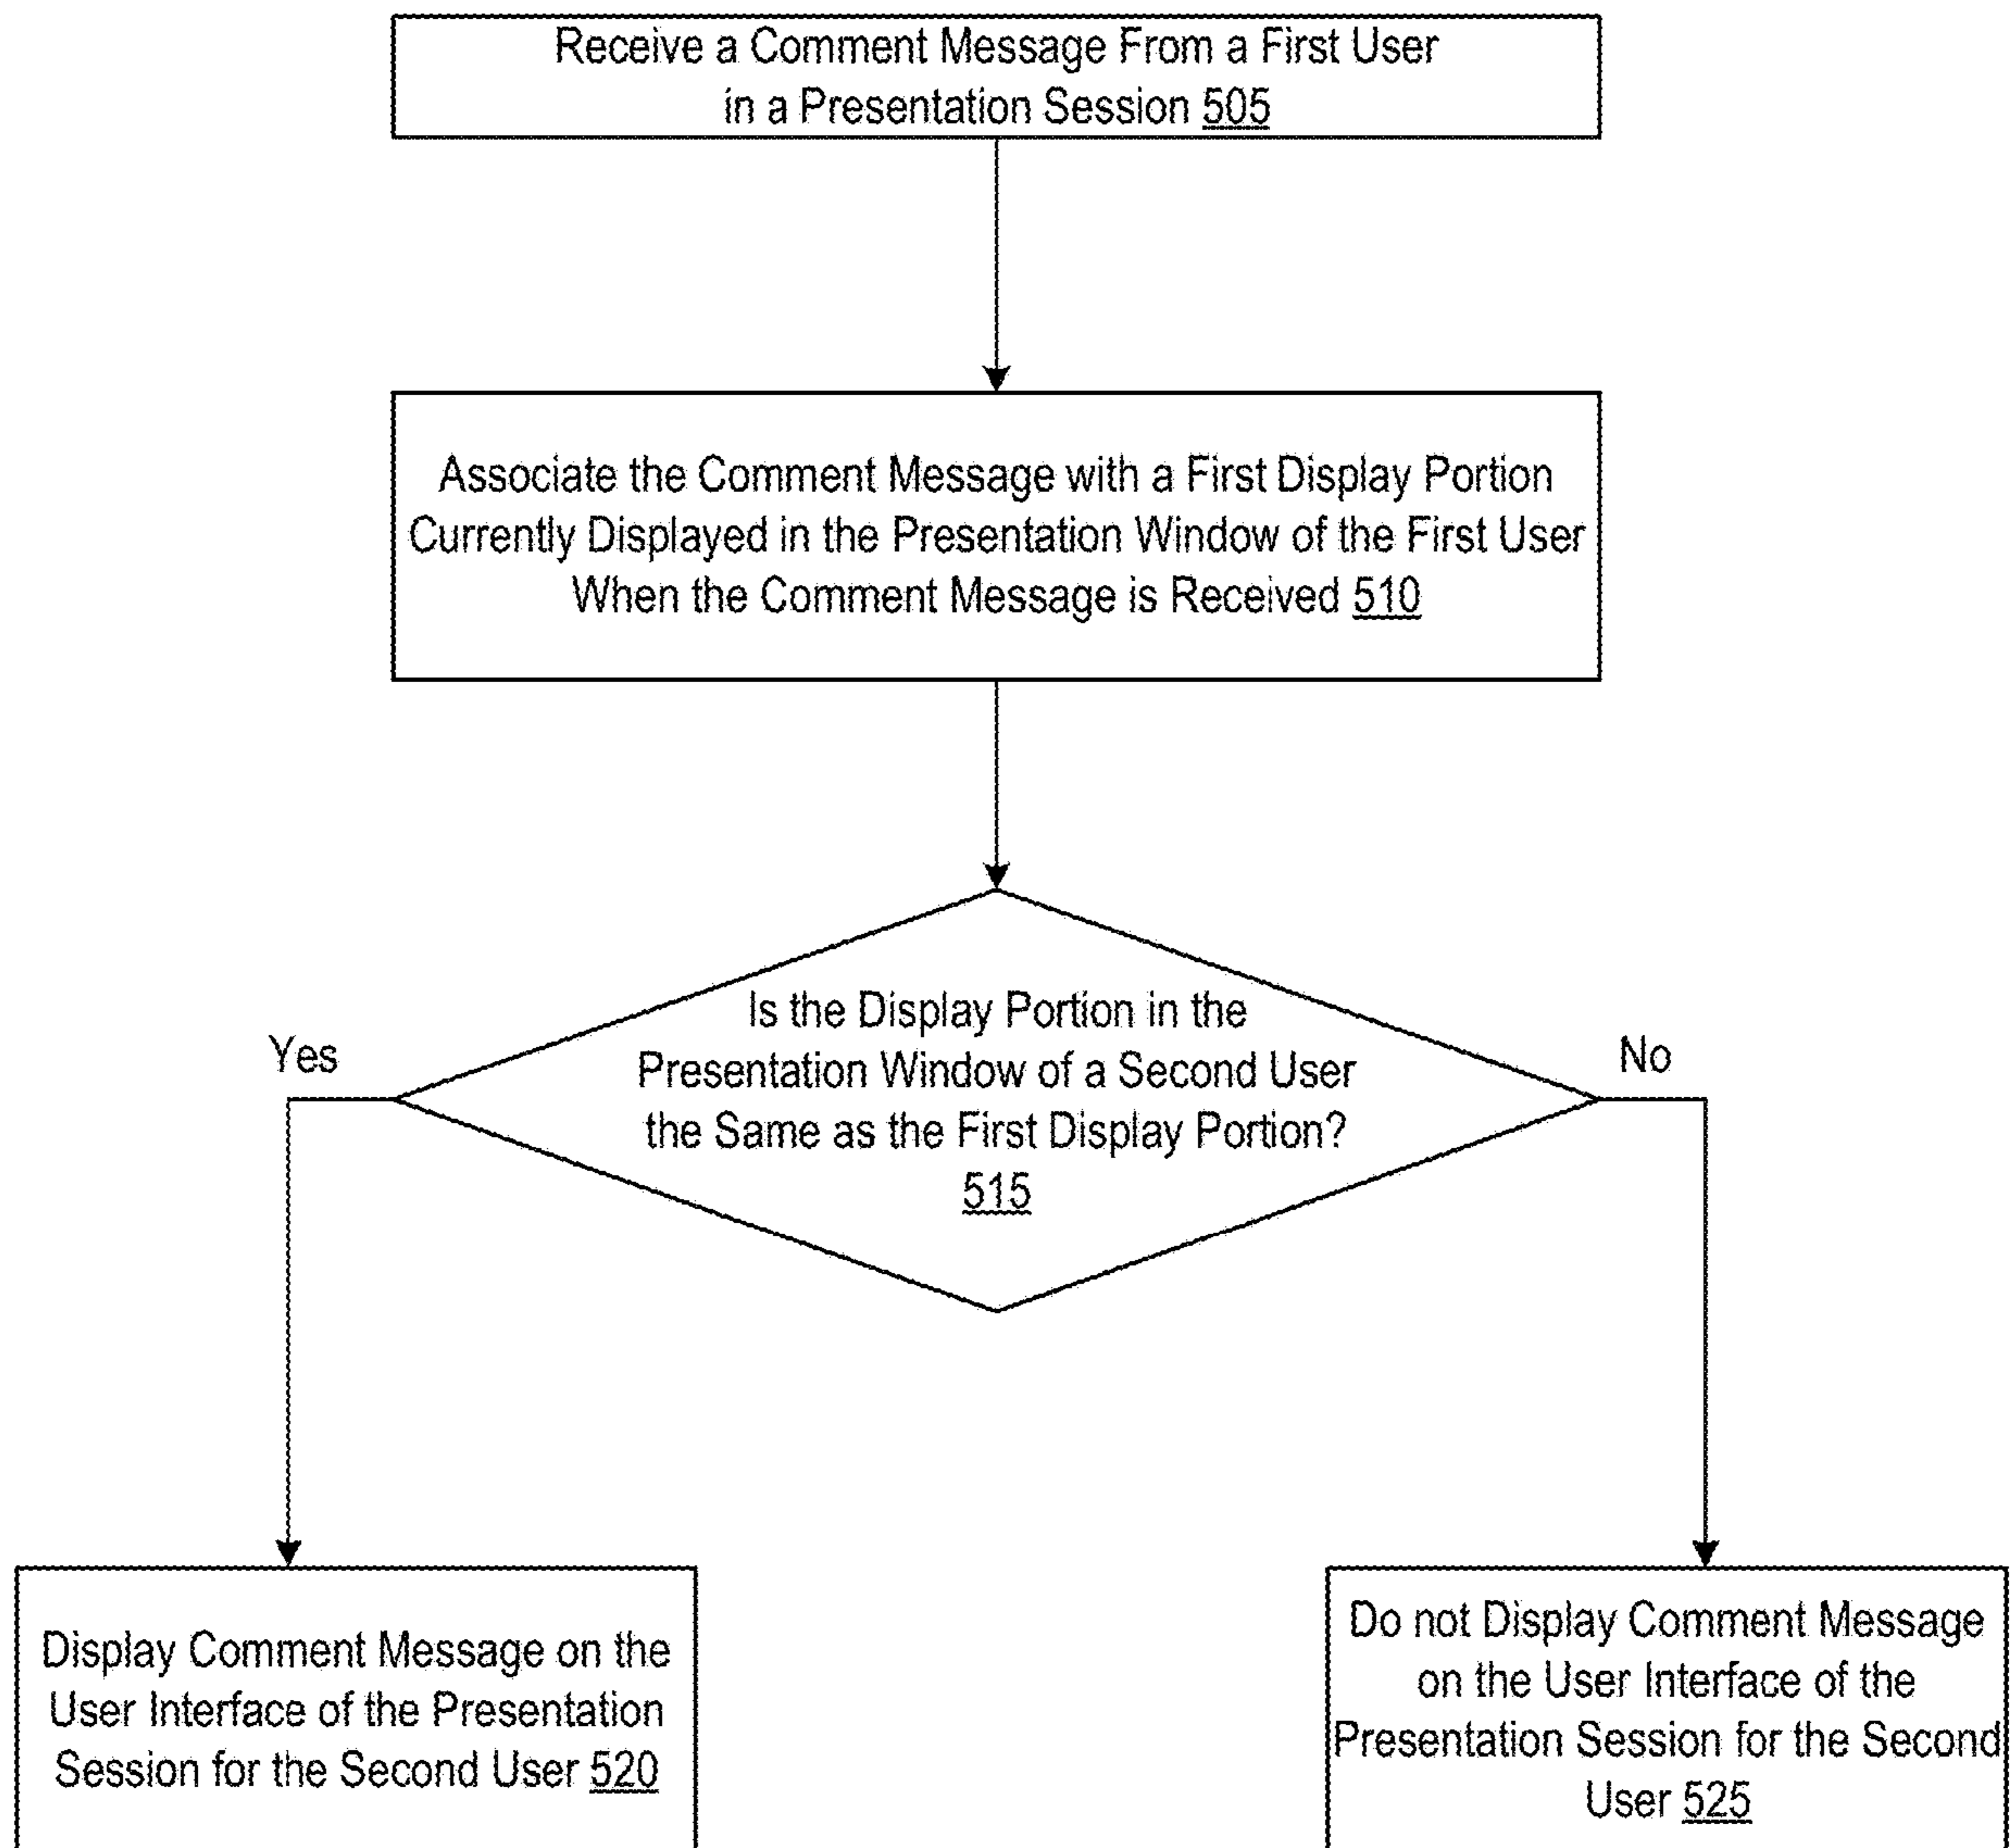 Receive a Comment Message From a First User
in a Presentation Session 505
Associate the Comment Message with a First Display Portion
Currently Displayed in the Presentation Window of the First User
When the Comment Message is Received 510
Is the Display Portion in the
Presentation Window of a Second User
the Same as the First Display Portion?
515
Yes
No
Display Comment Message on the
User Interface of the Presentation
Session for the Second User 520
Do not Display Comment Message
on the User Interface of the
Presentation Session for the Second
User 525